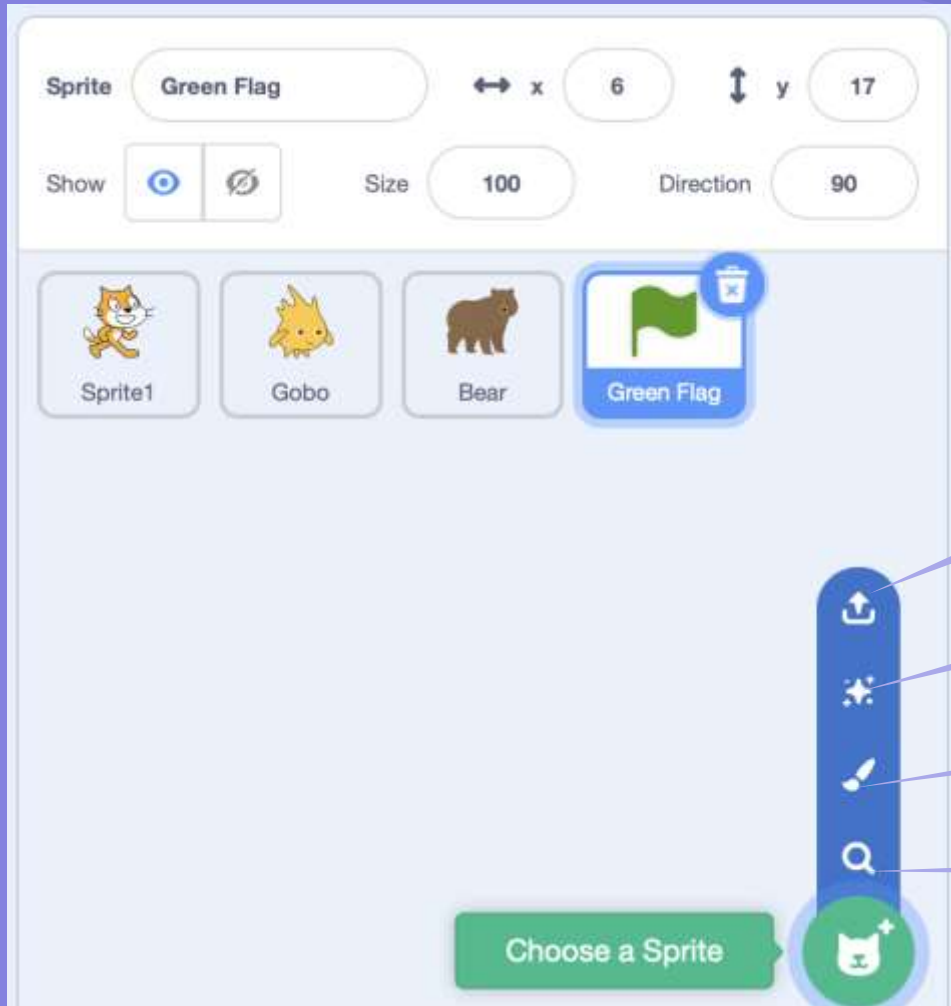 Sprite Green Flag x 6 y 17
Show Size 100 Direction 90
Sprite1 Gobo Bear Green Flag
Choose a Sprite